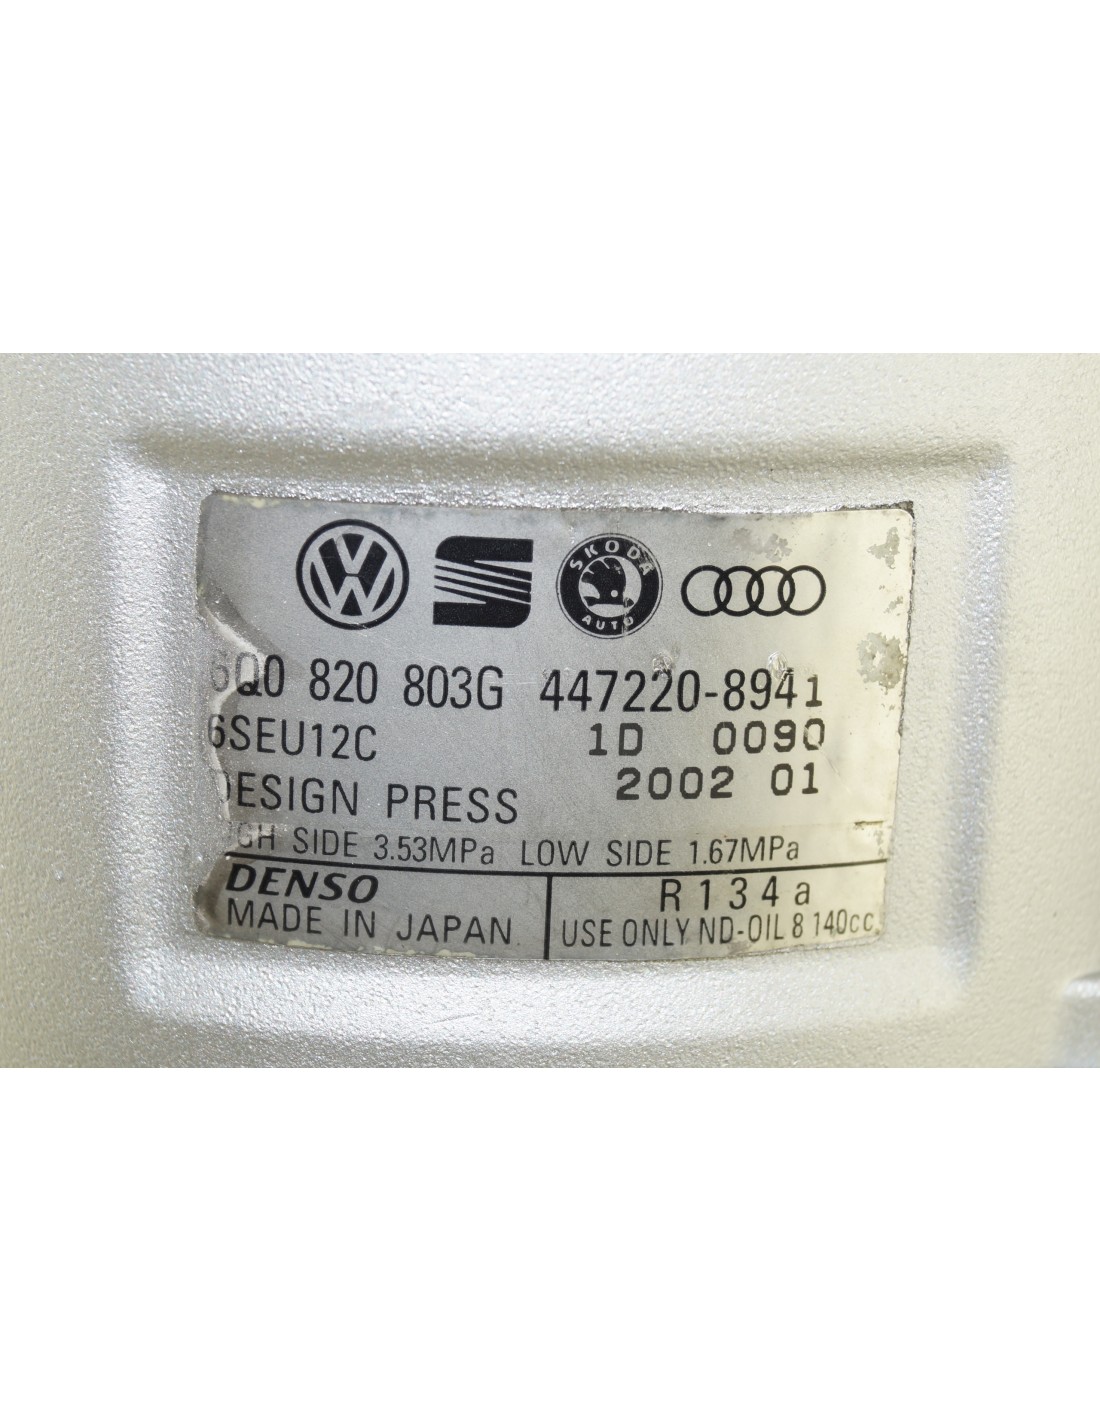 SKODA
AUTO
6Q0 820 803G 447220-8941
6SEU12C 1D 0090
DESIGN PRESS 2002 01
HIGH SIDE 3.53MPa LOW SIDE 1.67MPa
DENSO
MADE IN JAPAN.
R134a
USE ONLY ND-OIL 8 140cc